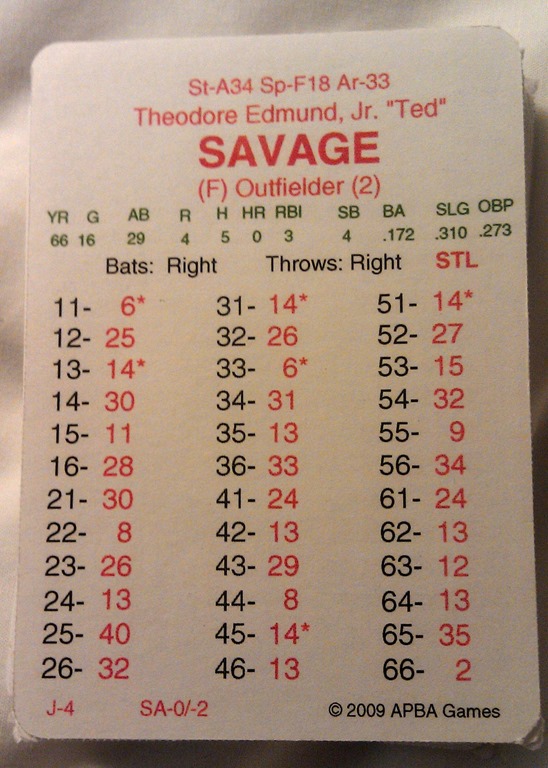 St-A34 Sp-F18 Ar-33
Theodore Edmund, Jr. "Ted"
SAVAGE
(F) Outfielder (2)
YR G AB R H HR RBI SB BA SLG OBP
66 16 29 4 5 0 3 4 .172 .310 .273
Bats: Right Throws: Right STL
11- 6* 31- 14* 51- 14*
12- 25 32- 26 52- 27
13- 14* 33- 6* 53- 15
14- 30 34- 31 54- 32
15- 11 35- 13 55- 9
16- 28 36- 33 56- 34
21- 30 41- 24 61- 24
22- 8 42- 13 62- 13
23- 26 43- 29 63- 12
24- 13 44- 8 64- 13
25- 40 45- 14* 65- 35
26- 32 46- 13 66- 2
J-4 SA-0/-2 © 2009 APBA Games